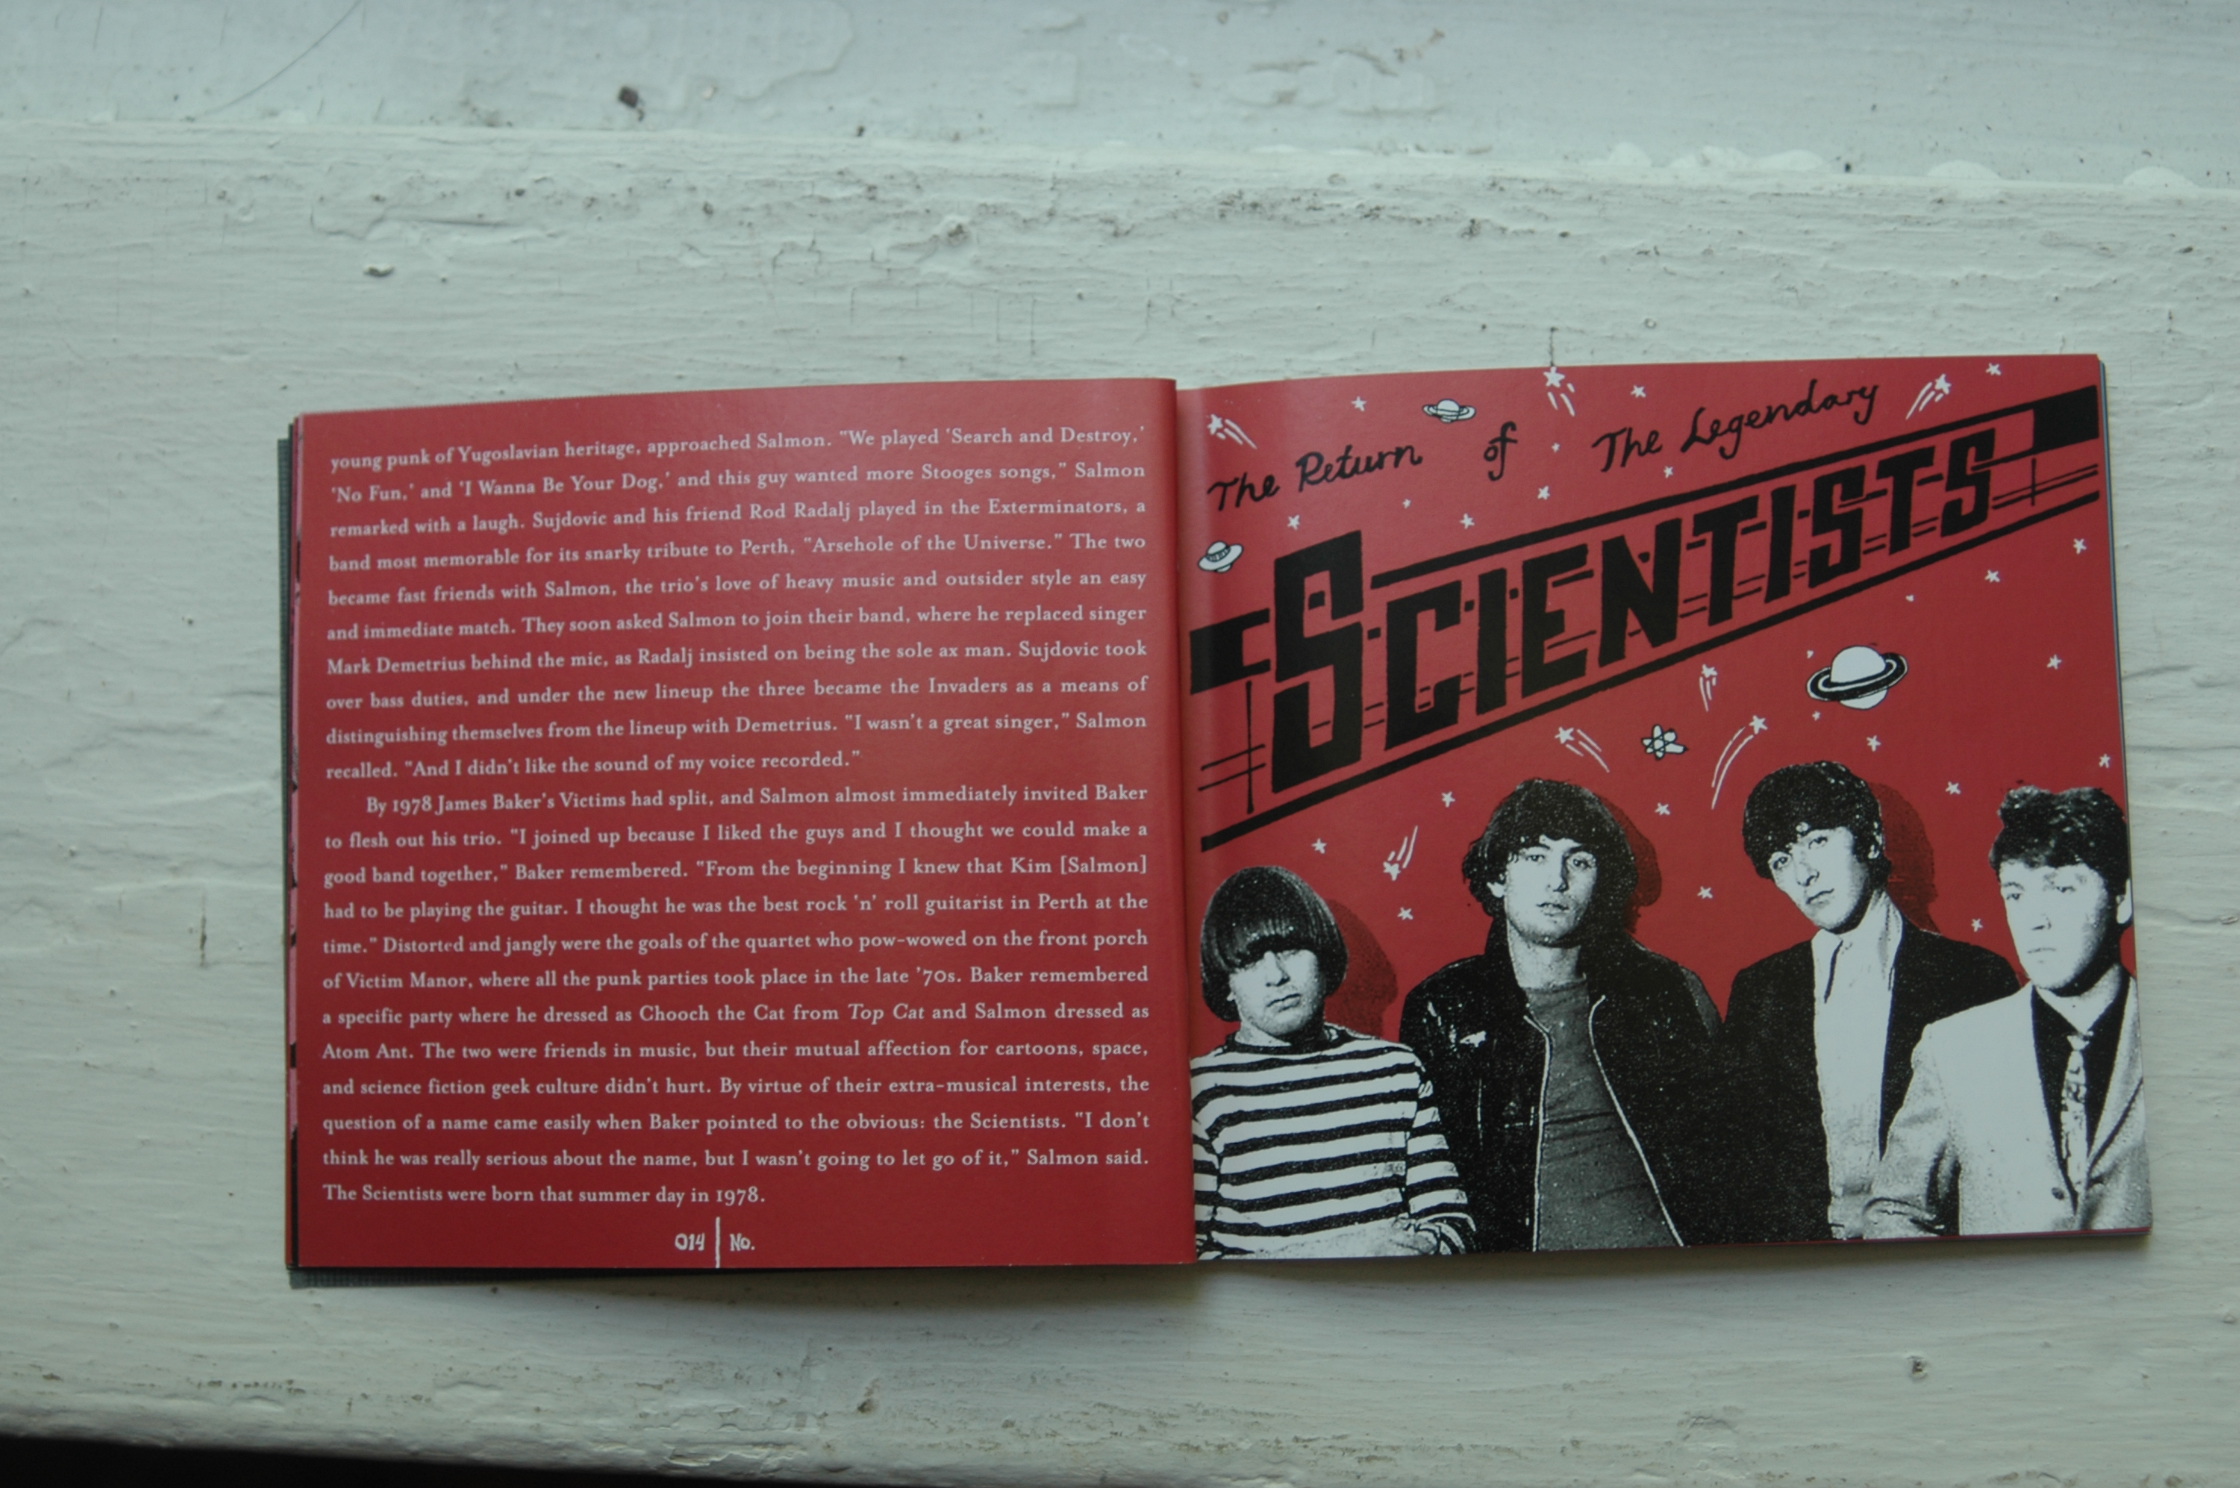 young punk of Yugoslavian heritage, approached Salmon. "We played 'Search and Destroy,'
'No Fun,' and 'I Wanna Be Your Dog,' and this guy wanted more Stooges songs," Salmon
remarked with a laugh. Sujdovic and his friend Rod Radalj played in the Exterminators, a
band most memorable for its snarky tribute to Perth, "Arsehole of the Universe." The two
became fast friends with Salmon, the trio's love of heavy music and outsider style an easy
and immediate match. They soon asked Salmon to join their band, where he replaced singer
Mark Demetrius behind the mic, as Radalj insisted on being the sole ax man. Sujdovic took
over bass duties, and under the new lineup the three became the Invaders as a means of
distinguishing themselves from the lineup with Demetrius. "I wasn't a great singer," Salmon
recalled. "And I didn't like the sound of my voice recorded."
By 1978 James Baker's Victims had split, and Salmon almost immediately invited Baker
to flesh out his trio. "I joined up because I liked the guys and I thought we could make a
good band together," Baker remembered. "From the beginning I knew that Kim [Salmon]
had to be playing the guitar. I thought he was the best rock 'n' roll guitarist in Perth at the
time." Distorted and jangly were the goals of the quartet who pow-wowed on the front porch
of Victim Manor, where all the punk parties took place in the late '70s. Baker remembered
a specific party where he dressed as Chooch the Cat from Top Cat and Salmon dressed as
Atom Ant. The two were friends in music, but their mutual affection for cartoons, space,
and science fiction geek culture didn't hurt. By virtue of their extra-musical interests, the
question of a name came easily when Baker pointed to the obvious: the Scientists. "I don't
think he was really serious about the name, but I wasn't going to let go of it," Salmon said.
The Scientists were born that summer day in 1978.
014 | No.
The Return of The Legendary
SCIENTISTS